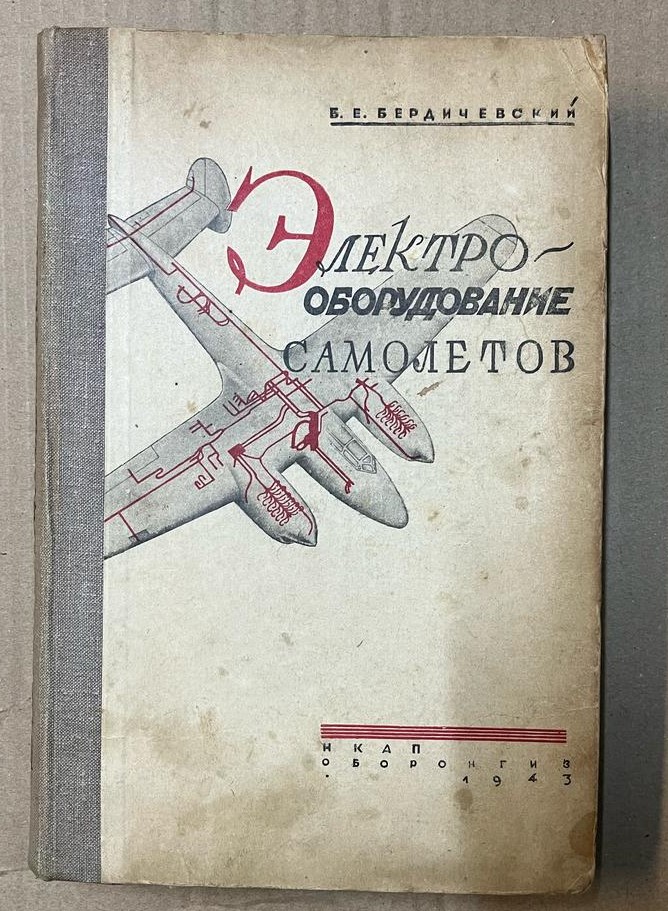 Б. Е. БЕРДИЧЕВСКИЙ
ЭЛЕКТРО-
ОБОРУДОВАНИЕ
САМОЛЕТОВ
НКАП
ОБОРОНГИЗ
1943